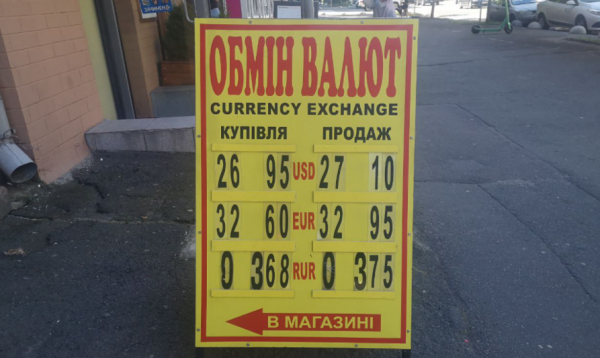 ОБМІН ВАЛЮТ
CURRENCY EXCHANGE
КУПІВЛЯ ПРОДАЖ
26 95 USD 27 10
32 60 EUR 32 95
0 368 RUR 0 375
В МАГАЗИНІ